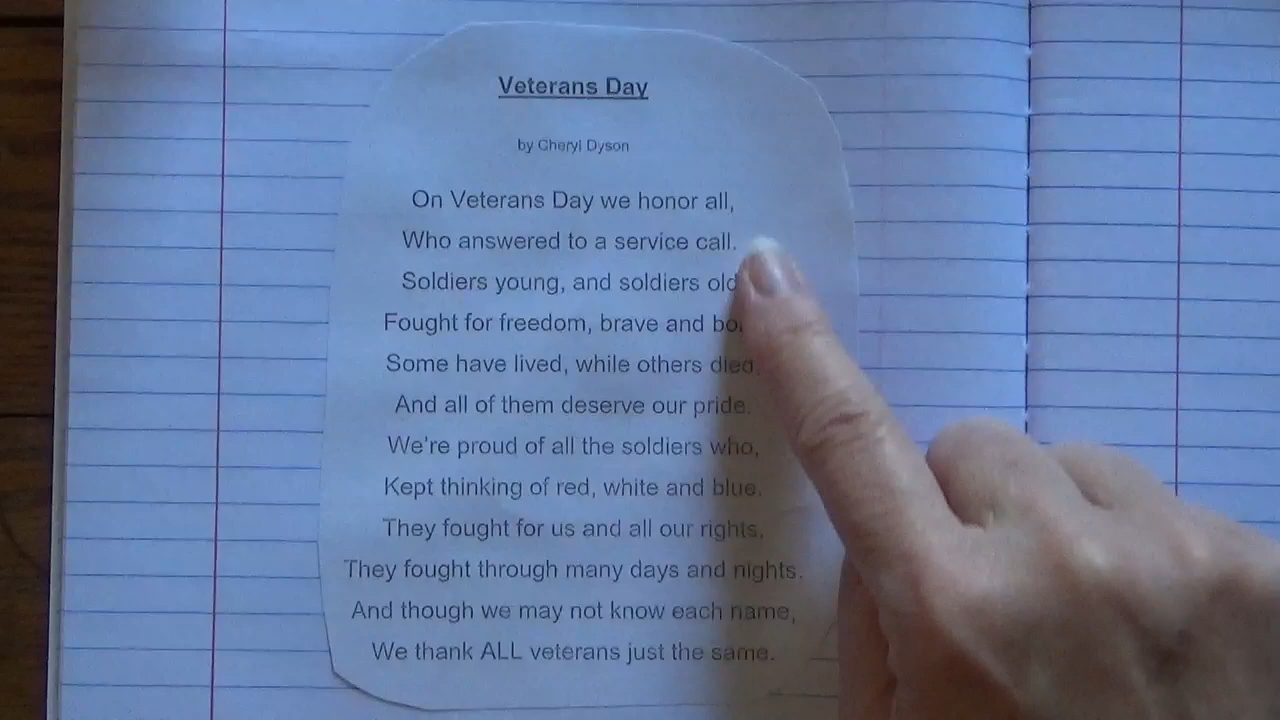 Veterans Day
by Cheryl Dyson
On Veterans Day we honor all,
Who answered to a service call.
Soldiers young, and soldiers old
Fought for freedom, brave and
Some have lived, while others died,
And all of them deserve our pride.
We're proud of all the soldiers who,
Kept thinking of red, white and blue.
They fought for us and all our rights,
They fought through many days and nights.
And though we may not know each name,
We thank ALL veterans just the same.